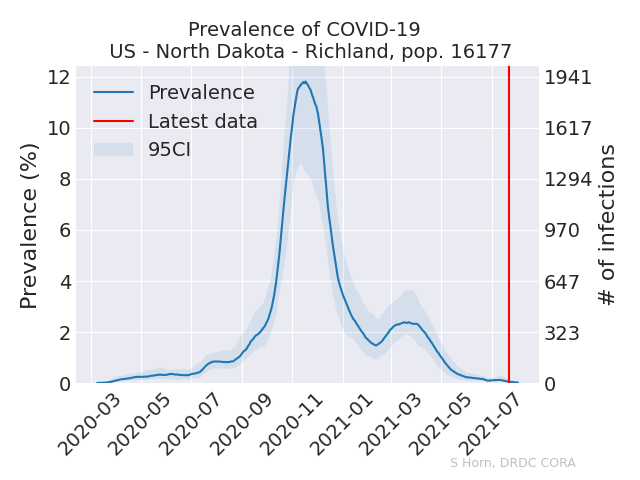 Prevalence of COVID-19
US - North Dakota - Richland, pop. 16177
Prevalence
Latest data
95CI
Prevalence (%)
12
10
8
6
4
2
0
1941
1617
1294
970
647
323
0
# of infections
2020-03
2020-05
2020-07
2020-09
2020-11
2021-01
2021-03
2021-05
2021-07
S Horn, DRDC CORA